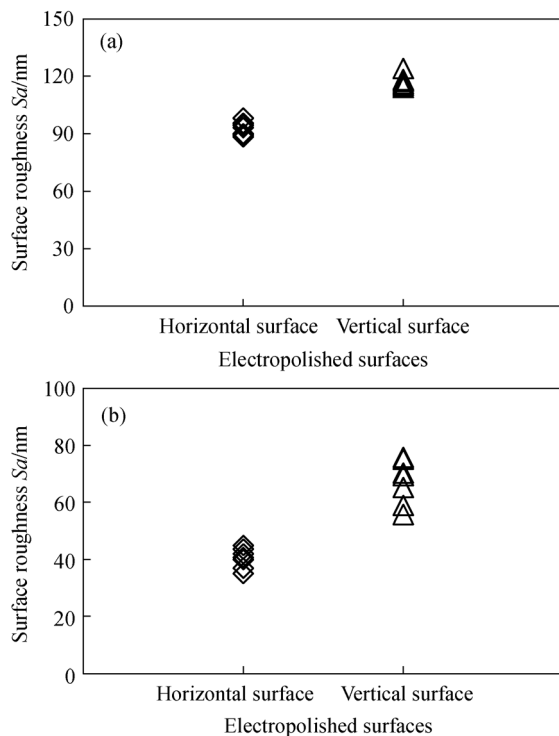 (a)
Surface roughness Sa/nm
150
120
90
60
30
0
Horizontal surface Vertical surface
Electropolished surfaces
(b)
Surface roughness Sa/nm
100
80
60
40
20
0
Horizontal surface Vertical surface
Electropolished surfaces